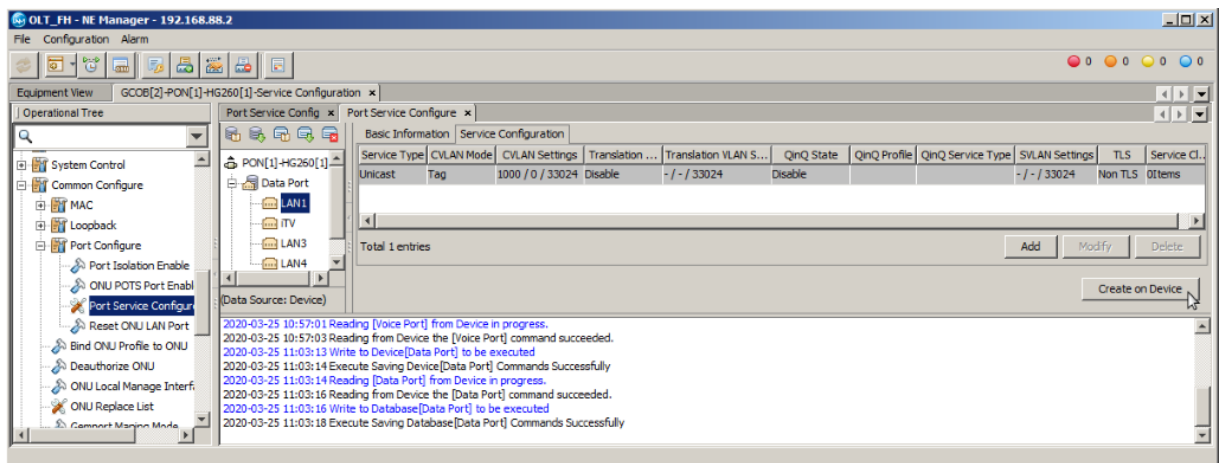 OLT_FH - NE Manager - 192.168.88.2
File Configuration Alarm
0 0 0 0
Equipment View GCOB[2]-PON[1]-HG260[1]-Service Configuration
Operational Tree
System Control
Common Configure
MAC
Loopback
Port Configure
Port Isolation Enable
ONU POTS Port Enabl
Port Service Configur
Reset ONU LAN Port
Bind ONU Profile to ONU
Deauthorize ONU
ONU Local Manage Interf
ONU Replace List
Gemport Maping Mode
Port Service Config Port Service Configure
PON[1]-HG260[1]
Data Port
LAN1
iTV
LAN3
LAN4
(Data Source: Device)
Basic Information Service Configuration
Service Type CVLAN Mode CVLAN Settings Translation ... Translation VLAN S... QinQ State QinQ Profile QinQ Service Type SVLAN Settings TLS Service Cl...
Unicast Tag 1000 / 0 / 33024 Disable - / - / 33024 Disable - / - / 33024 Non TLS 0Items
Total 1 entries
Add Modify Delete
Create on Device
2020-03-25 10:57:01 Reading [Voice Port] from Device in progress.
2020-03-25 10:57:03 Reading from Device the [Voice Port] command succeeded.
2020-03-25 11:03:13 Write to Device[Data Port] to be executed
2020-03-25 11:03:14 Execute Saving Device[Data Port] Commands Successfully
2020-03-25 11:03:14 Reading [Data Port] from Device in progress.
2020-03-25 11:03:16 Reading from Device the [Data Port] command succeeded.
2020-03-25 11:03:16 Write to Database[Data Port] to be executed
2020-03-25 11:03:18 Execute Saving Database[Data Port] Commands Successfully